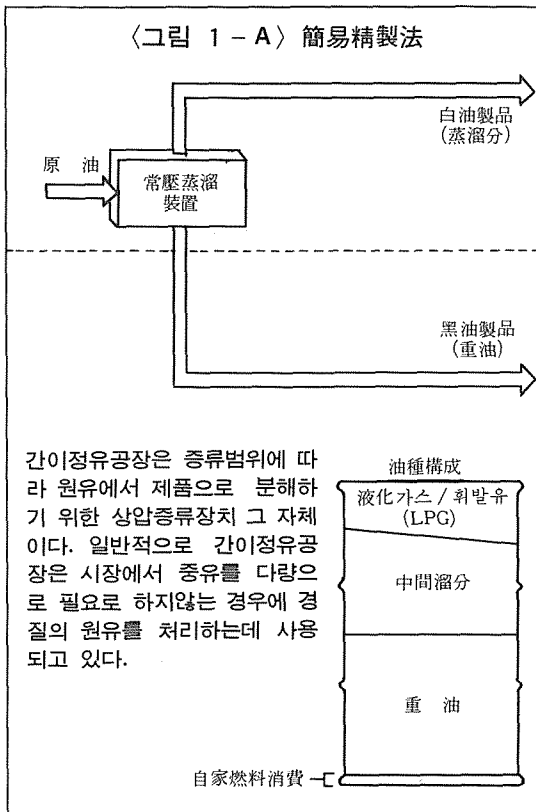 〈그림 1-A〉 簡易精製法
白油製品
(蒸溜分)
原 油
常壓蒸溜
裝置
黑油製品
(重油)
간이정유공장은 증류범위에 따
라 원유에서 제품으로 분해하
기 위한 상압증류장치 그 자체
이다. 일반적으로 간이정유공
장은 시장에서 중유를 다량으
로 필요로 하지않는 경우에 경
질의 원유를 처리하는데 사용
되고 있다.
油種構成
液化가스 / 휘발유
(LPG)
中間溜分
重 油
自家燃料消費